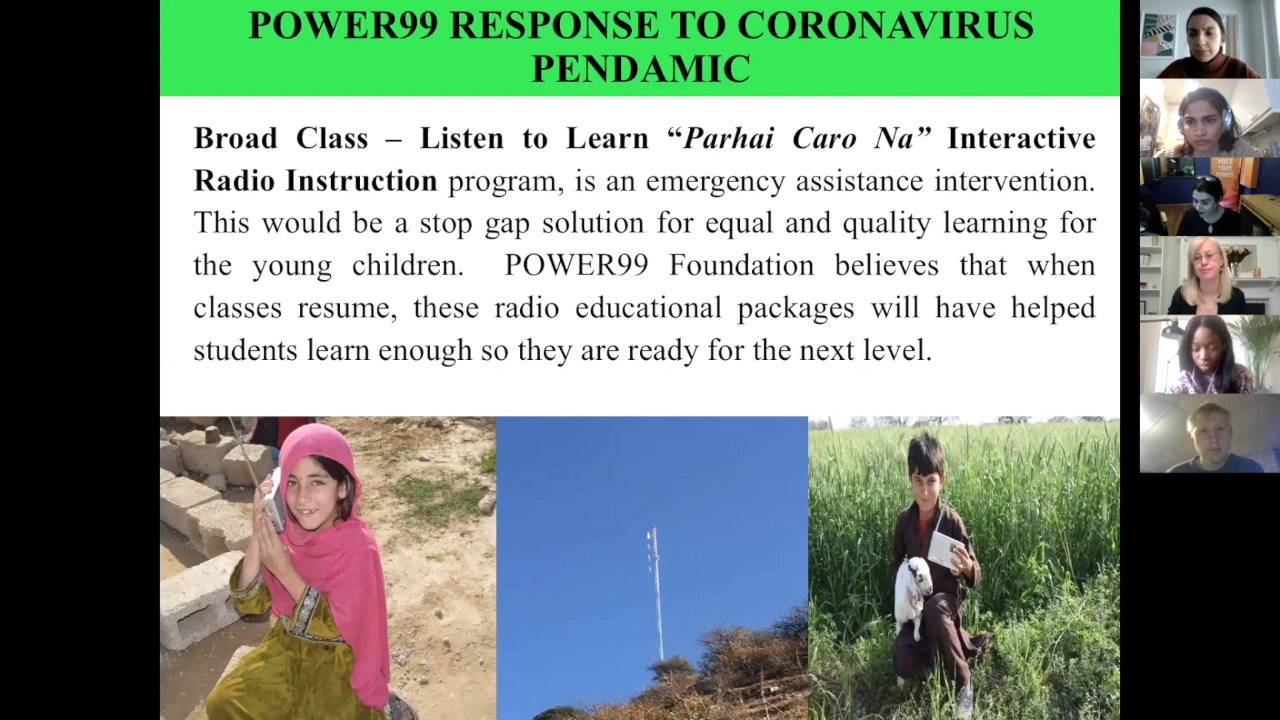 POWER99 RESPONSE TO CORONAVIRUS
PENDAMIC
Broad Class – Listen to Learn “Parhai Caro Na” Interactive
Radio Instruction program, is an emergency assistance intervention.
This would be a stop gap solution for equal and quality learning for
the young children. POWER99 Foundation believes that when
classes resume, these radio educational packages will have helped
students learn enough so they are ready for the next level.
VOICE
YOUR
POWER